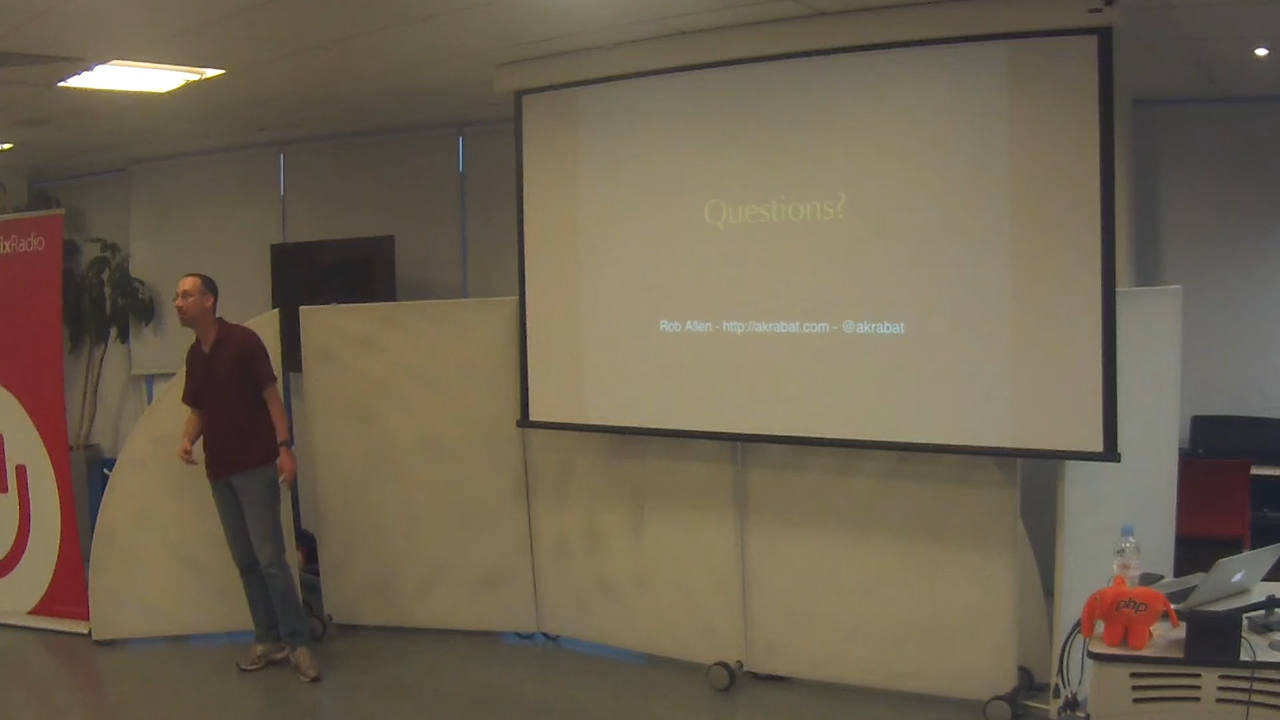 ixRadio
Questions?
Rob Allen - http://akrabat.com - @akrabat
php